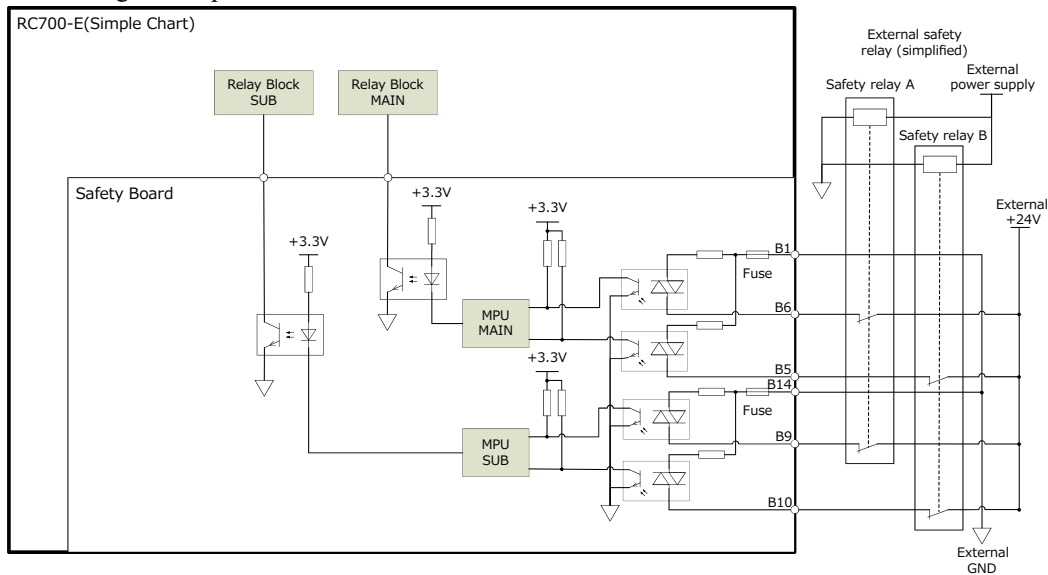 RC700-E(Simple Chart)
External safety
relay (simplified)
External
power supply
Safety relay A
Relay Block
SUB
Relay Block
MAIN
Safety relay B
Safety Board
+3.3V
+3.3V
External
+24V
+3.3V
B1
Fuse
MPU
MAIN
B6
+3.3V
B5
B14
Fuse
MPU
SUB
B9
B10
External
GND